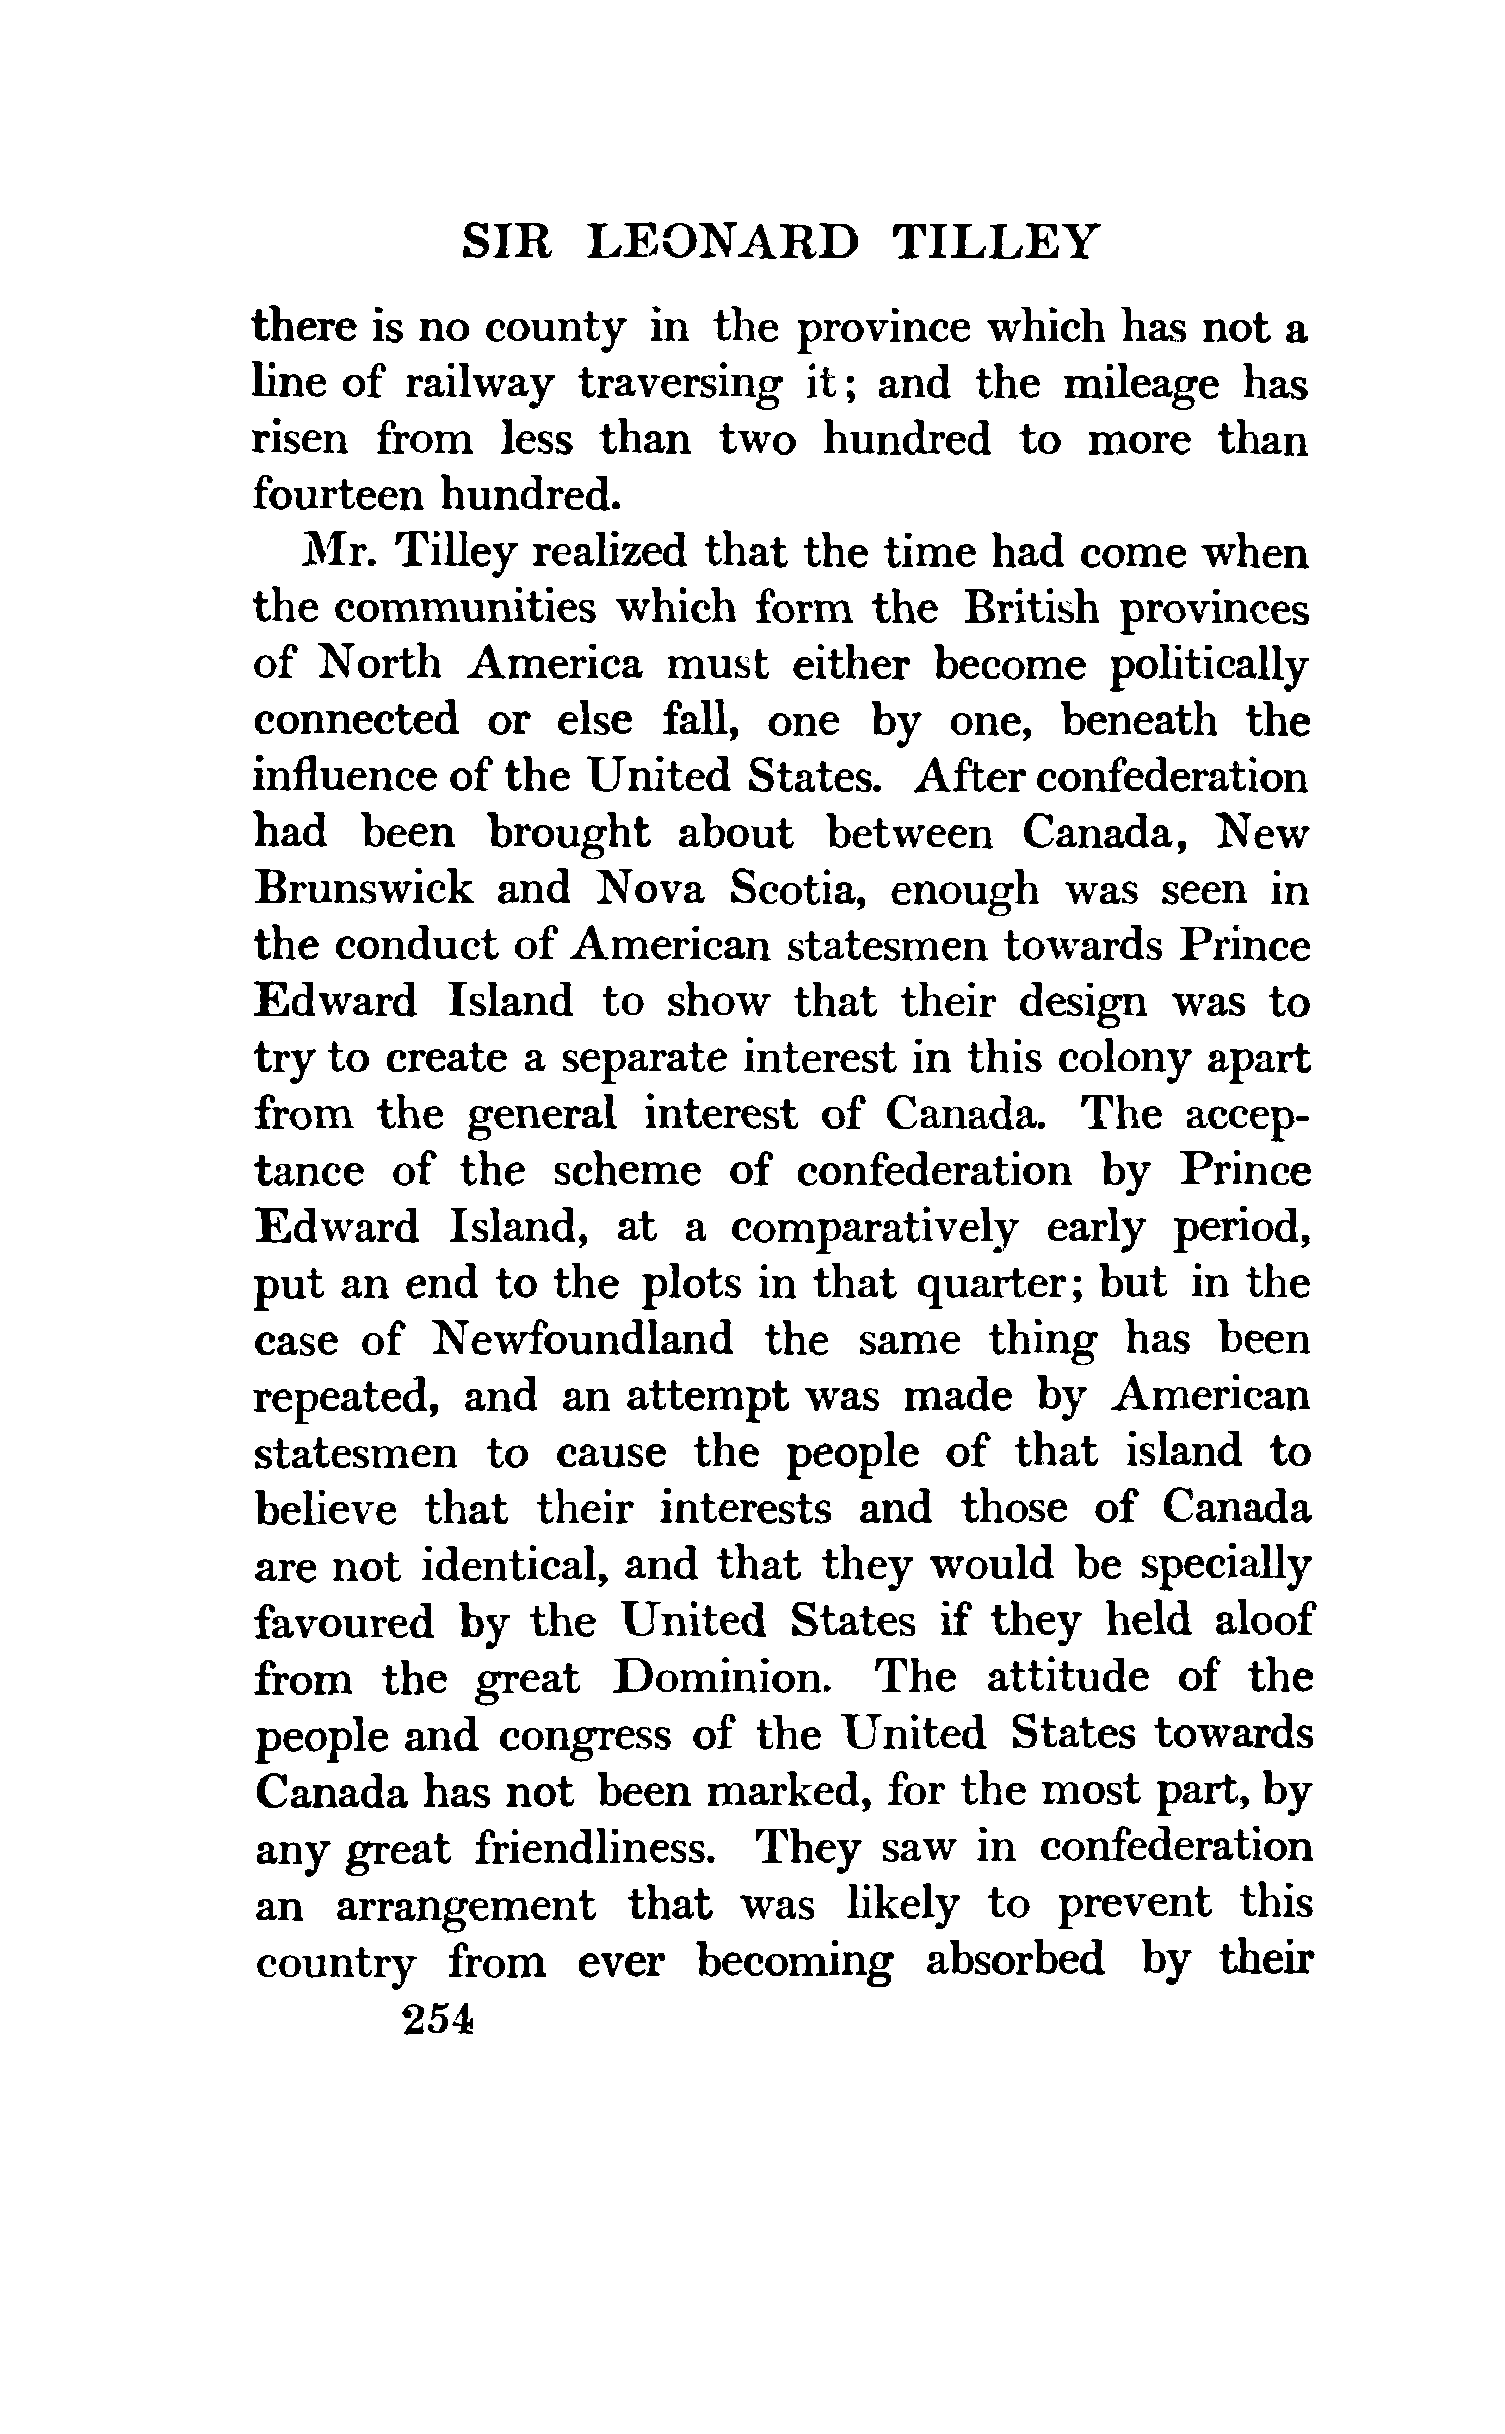 SIR LEONARD TILLEY
there is no county in the province which has not a
line of railway traversing it; and the mileage has
risen from less than two hundred to more than
fourteen hundred.
Mr. Tilley realized that the time had come when
the communities which form the British provinces
of North America must either become politically
connected or else fall, one by one, beneath the
influence of the United States. After confederation
had been brought about between Canada, New
Brunswick and Nova Scotia, enough was seen in
the conduct of American statesmen towards Prince
Edward Island to show that their design was to
try to create a separate interest in this colony apart
from the general interest of Canada. The accep-
tance of the scheme of confederation by Prince
Edward Island, at a comparatively early period,
put an end to the plots in that quarter; but in the
case of Newfoundland the same thing has been
repeated, and an attempt was made by American
statesmen to cause the people of that island to
believe that their interests and those of Canada
are not identical, and that they would be specially
favoured by the United States if they held aloof
from the great Dominion. The attitude of the
people and congress of the United States towards
Canada has not been marked, for the most part, by
any great friendliness. They saw in confederation
an arrangement that was likely to prevent this
country from ever becoming absorbed by their
254